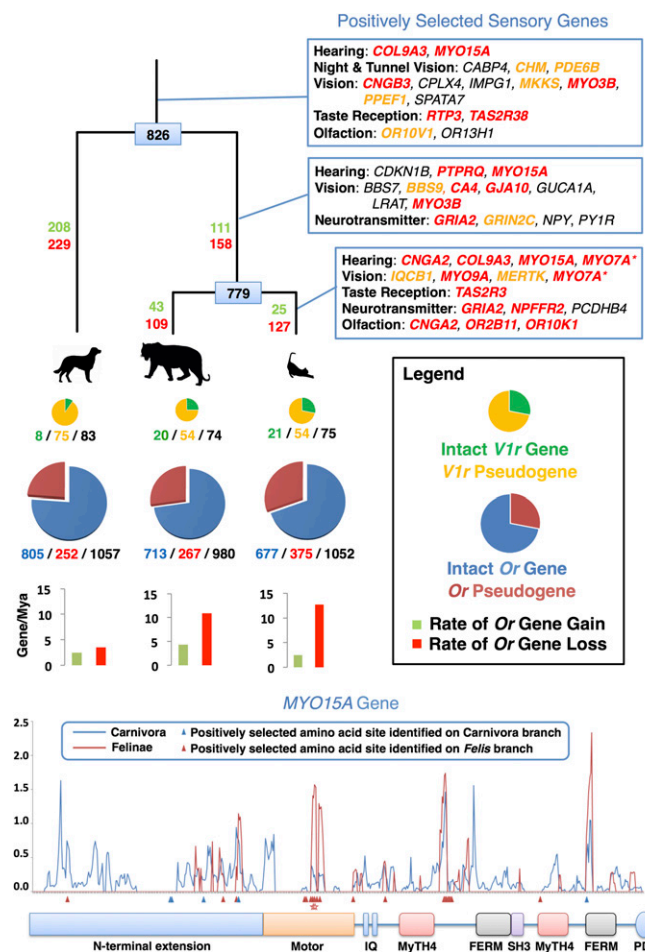 Positively Selected Sensory Genes
Hearing: COL9A3, MYO15A
Night & Tunnel Vision: CABP4, CHM, PDE6B
Vision: CNGB3, CPLX4, IMPG1, MKKS, MYO3B,
PPEF1, SPATA7
Taste Reception: RTP3, TAS2R38
Olfaction: OR10V1, OR13H1
826
Hearing: CDKN1B, PTPRQ, MYO15A
Vision: BBS7, BBS9, CA4, GJA10, GUCA1A,
LRAT, MYO3B
Neurotransmitter: GRIA2, GRIN2C, NPY, PY1R
208
229
111
158
Hearing: CNGA2, COL9A3, MYO15A, MYO7A*
Vision: IQCB1, MYO9A, MERTK, MYO7A*
Taste Reception: TAS2R3
Neurotransmitter: GRIA2, NPFFR2, PCDHB4
Olfaction: CNGA2, OR2B11, OR10K1
779
43
109
25
127
8 / 75 / 83
20 / 54 / 74
21 / 54 / 75
805 / 252 / 1057
713 / 267 / 980
677 / 375 / 1052
Gene/Mya
15
10
5
0
15
10
5
0
15
10
5
0
Legend
Intact V1r Gene
V1r Pseudogene
Intact Or Gene
Or Pseudogene
Rate of Or Gene Gain
Rate of Or Gene Loss
MYO15A Gene
2.5
2.0
1.5
1.0
0.5
0.0
Carnivora
Positively selected amino acid site identified on Carnivora branch
Felinae
Positively selected amino acid site identified on Felis branch
N-terminal extension
Motor
IQ
MyTH4
FERM
SH3
MyTH
FERM
PD